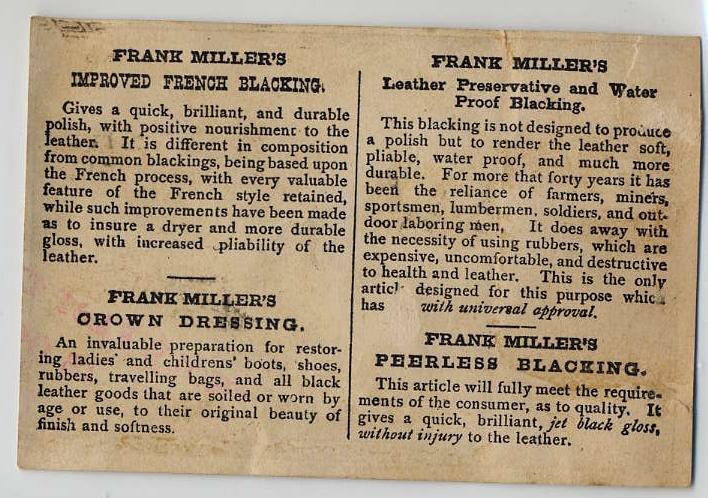 FRANK MILLER'S
IMPROVED FRENCH BLACKING.
Gives a quick, brilliant, and durable
polish, with positive nourishment to the
leather. It is different in composition
from common blackings, being based upon
the French process, with every valuable
feature of the French style retained,
while such improvements have been made
as to insure a dryer and more durable
gloss, with increased pliability of the
leather.
FRANK MILLER'S
CROWN DRESSING.
An invaluable preparation for restor-
ing ladies' and childrens' boots, shoes,
rubbers, travelling bags, and all black
leather goods that are soiled or worn by
age or use, to their original beauty of
finish and softness.
FRANK MILLER'S
Leather Preservative and Water
Proof Blacking.
This blacking is not designed to produce
a polish but to render the leather soft,
pliable, water proof, and much more
durable. For more that forty years it has
been the reliance of farmers, miners,
sportsmen, lumbermen, soldiers, and out-
door laboring men. It does away with
the necessity of using rubbers, which are
expensive, uncomfortable, and destructive
to health and leather. This is the only
articl designed for this purpose which
has with universal approval.
FRANK MILLER'S
PEERLESS BLACKING.
This article will fully meet the require-
ments of the consumer, as to quality. It
gives a quick, brilliant, jet black gloss,
without injury to the leather.